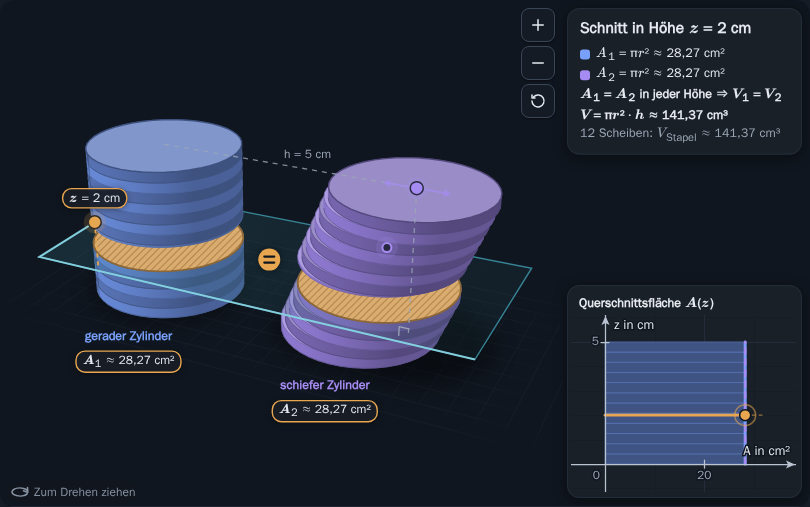 +
−
Schnitt in Höhe z = 2 cm
A₁ = πr² ≈ 28,27 cm²
A₂ = πr² ≈ 28,27 cm²
A₁ = A₂ in jeder Höhe ⇒ V₁ = V₂
V = πr² · h ≈ 141,37 cm³
12 Scheiben: V_Stapel ≈ 141,37 cm³
h = 5 cm
z = 2 cm
=
gerader Zylinder
A₁ ≈ 28,27 cm²
schiefer Zylinder
A₂ ≈ 28,27 cm²
Querschnittsfläche A(z)
z in cm
5
A in cm²
0
20
Zum Drehen ziehen